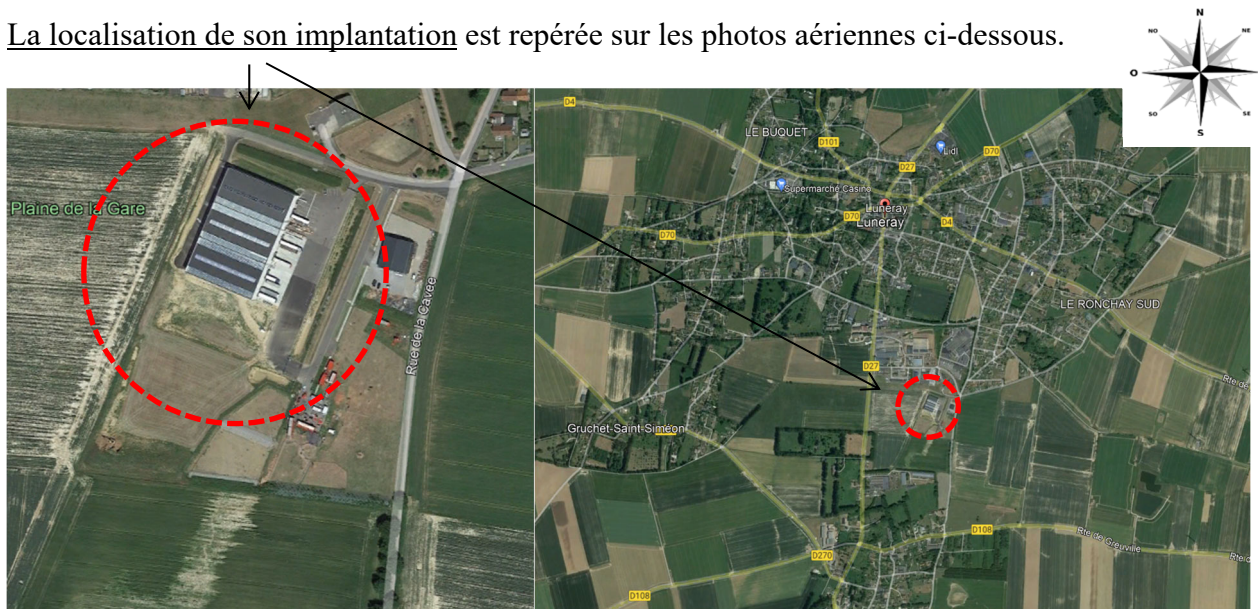 La localisation de son implantation est repérée sur les photos aériennes ci-dessous.
N
NO
NE
O
SO
SE
S
Plaine de la Gare
Rue de la Cavée
D4
LE BUQUET
D101
Lidl
D27
D70
Supermarché Casino
Luneray
Luneray
D70
D4
D70
LE RONCHAY SUD
D27
Rte de
Gruchet-Saint-Siméon
D108
Rte de Greuville
D270
D108